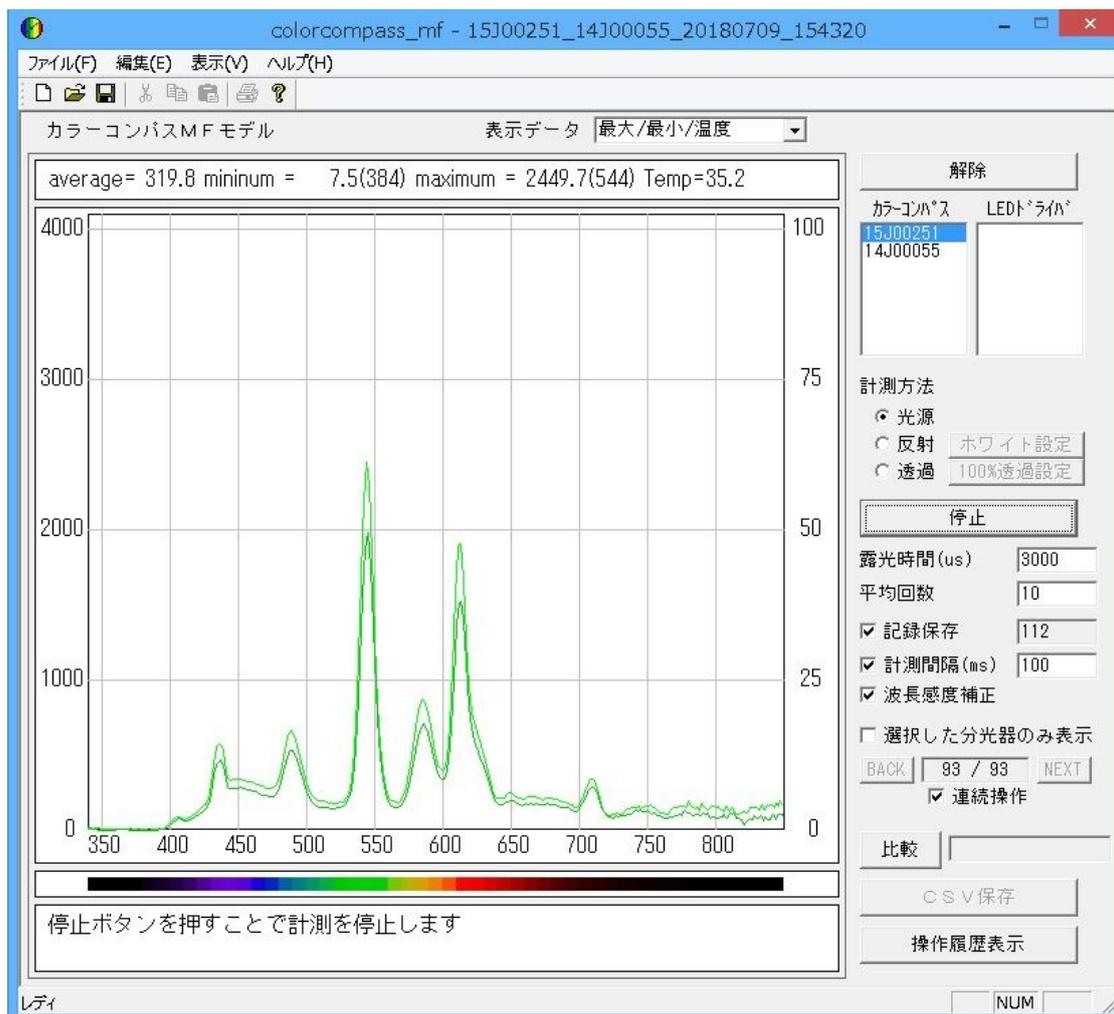 colorcompass_mf - 15J00251_14J00055_20180709_154320
ファイル(F) 編集(E) 表示(V) ヘルプ(H)
カラーコンパスMFモデル 表示データ 最大/最小/温度
average= 319.8 mininum = 7.5(384) maximum = 2449.7(544) Temp=35.2
4000 100
3000 75
2000 50
1000 25
0 0
350 400 450 500 550 600 650 700 750 800
停止ボタンを押すことで計測を停止します
解除
カラーコンパス LEDドライバ
15J00251
14J00055
計測方法
光源
反射 ホワイト設定
透過 100%透過設定
停止
露光時間(us) 3000
平均回数 10
記録保存 112
計測間隔(ms) 100
波長感度補正
選択した分光器のみ表示
BACK 93 / 93 NEXT
連続操作
比較
CSV保存
操作履歴表示
レディ NUM